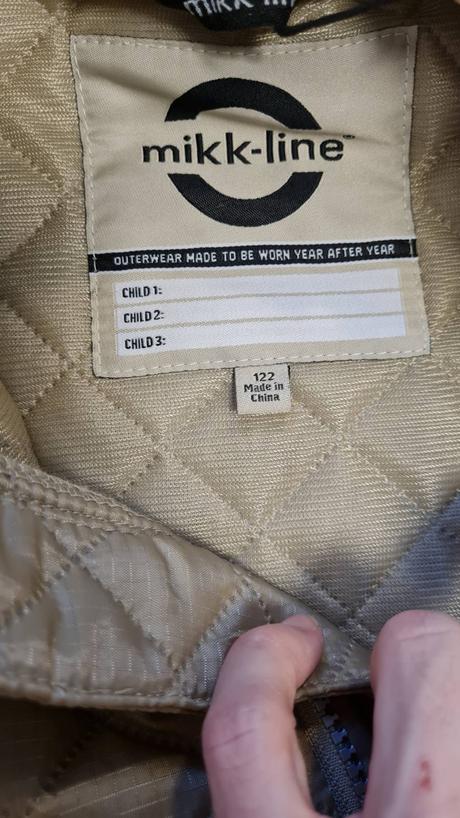 mikk-line®
OUTERWEAR MADE TO BE WORN YEAR AFTER YEAR
CHILD 1:
CHILD 2:
CHILD 3:
122
Made in
China